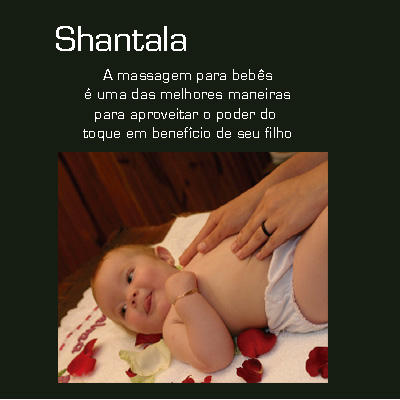 Shantala
A massagem para bebês
é uma das melhores maneiras
para aproveitar o poder do
toque em benefício de seu filho